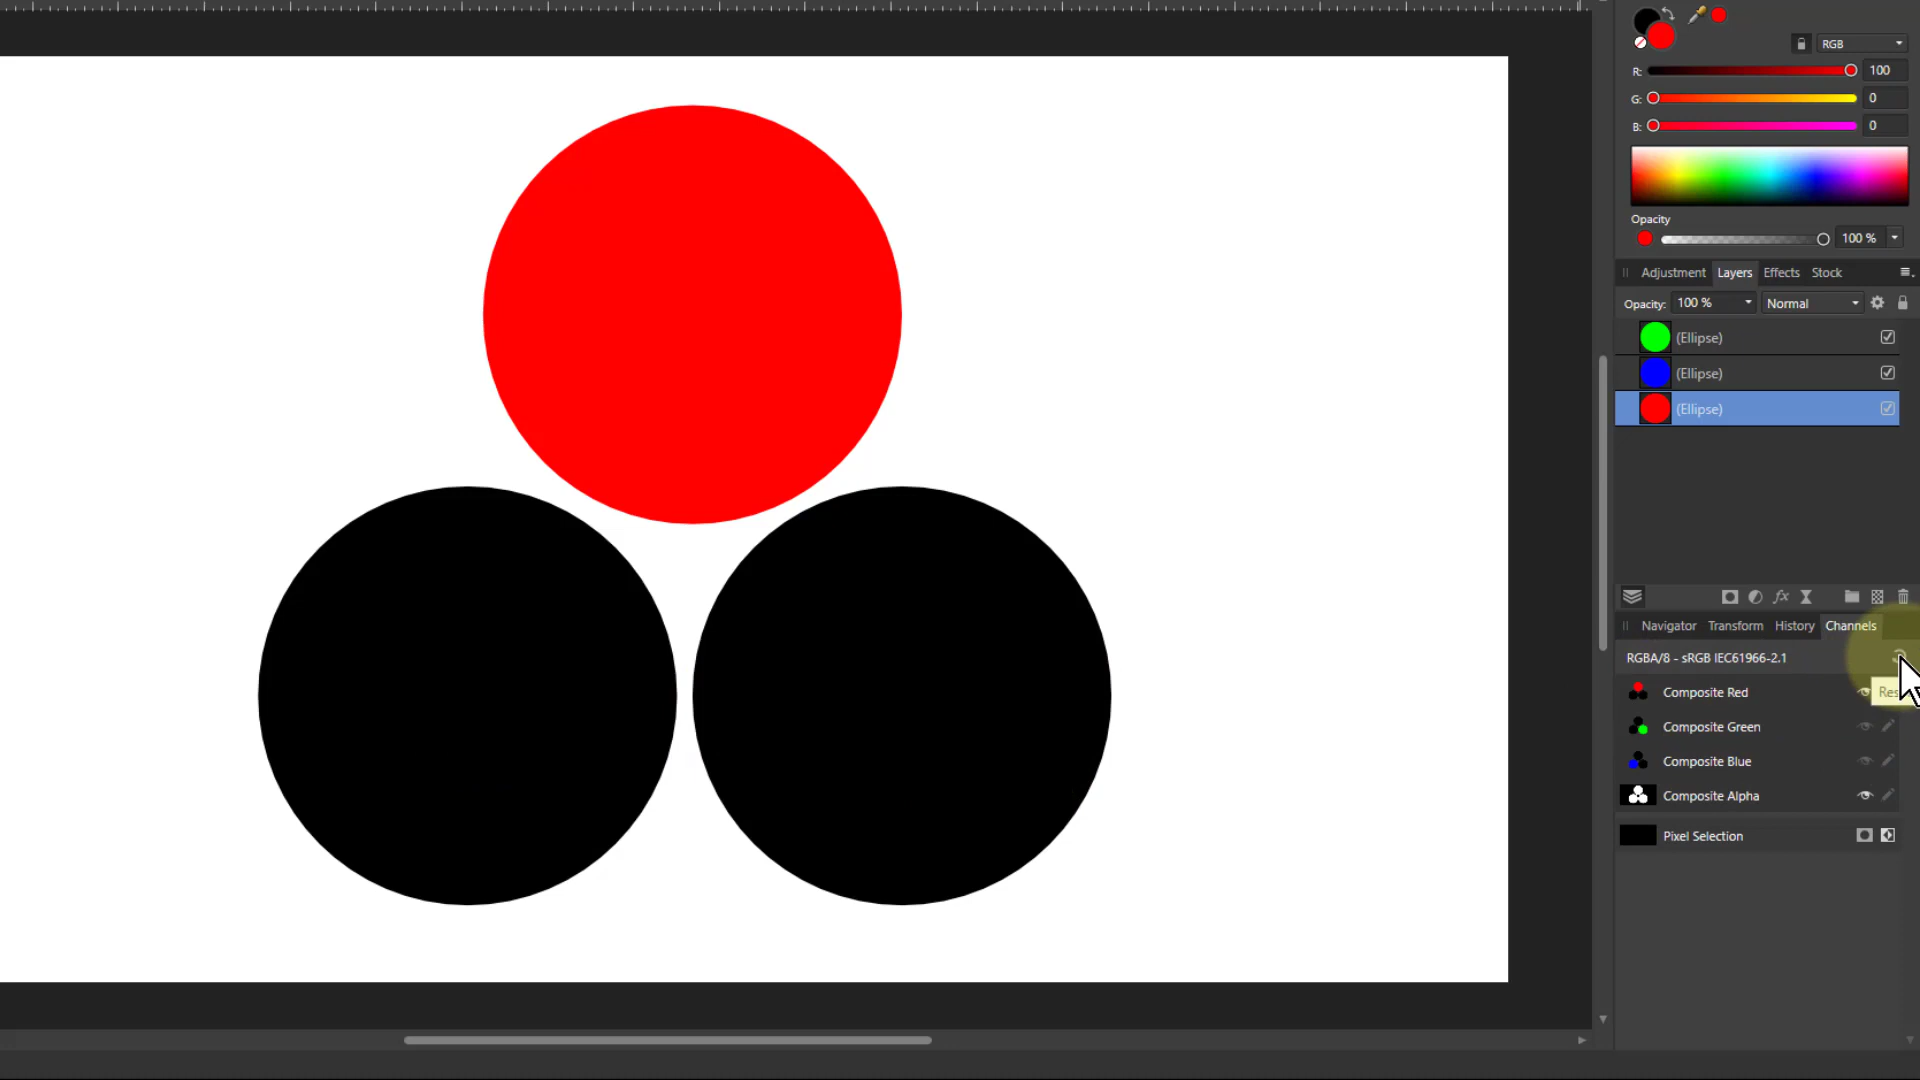 RGB
R: 100
G: 0
B: 0
Opacity
100 %
Adjustment Layers Effects Stock
Opacity: 100 % Normal
(Ellipse)
(Ellipse)
(Ellipse)
fx
Navigator Transform History Channels
RGBA/8 - sRGB IEC61966-2.1
Composite Red
Composite Green
Composite Blue
Composite Alpha
Pixel Selection